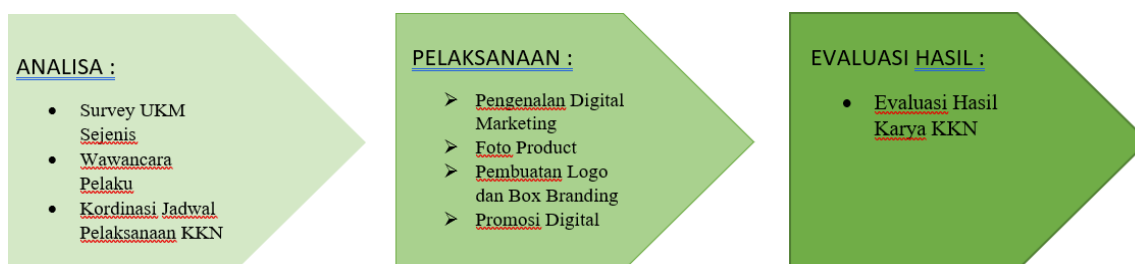 ANALISA :
• Survey UKM
Sejenis
• Wawancara
Pelaku
• Kordinasi Jadwal
Pelaksanaan KKN
PELAKSANAAN :
➢ Pengenalan Digital
Marketing
➢ Foto Product
➢ Pembuatan Logo
dan Box Branding
➢ Promosi Digital
EVALUASI HASIL :
• Evaluasi Hasil
Karya KKN